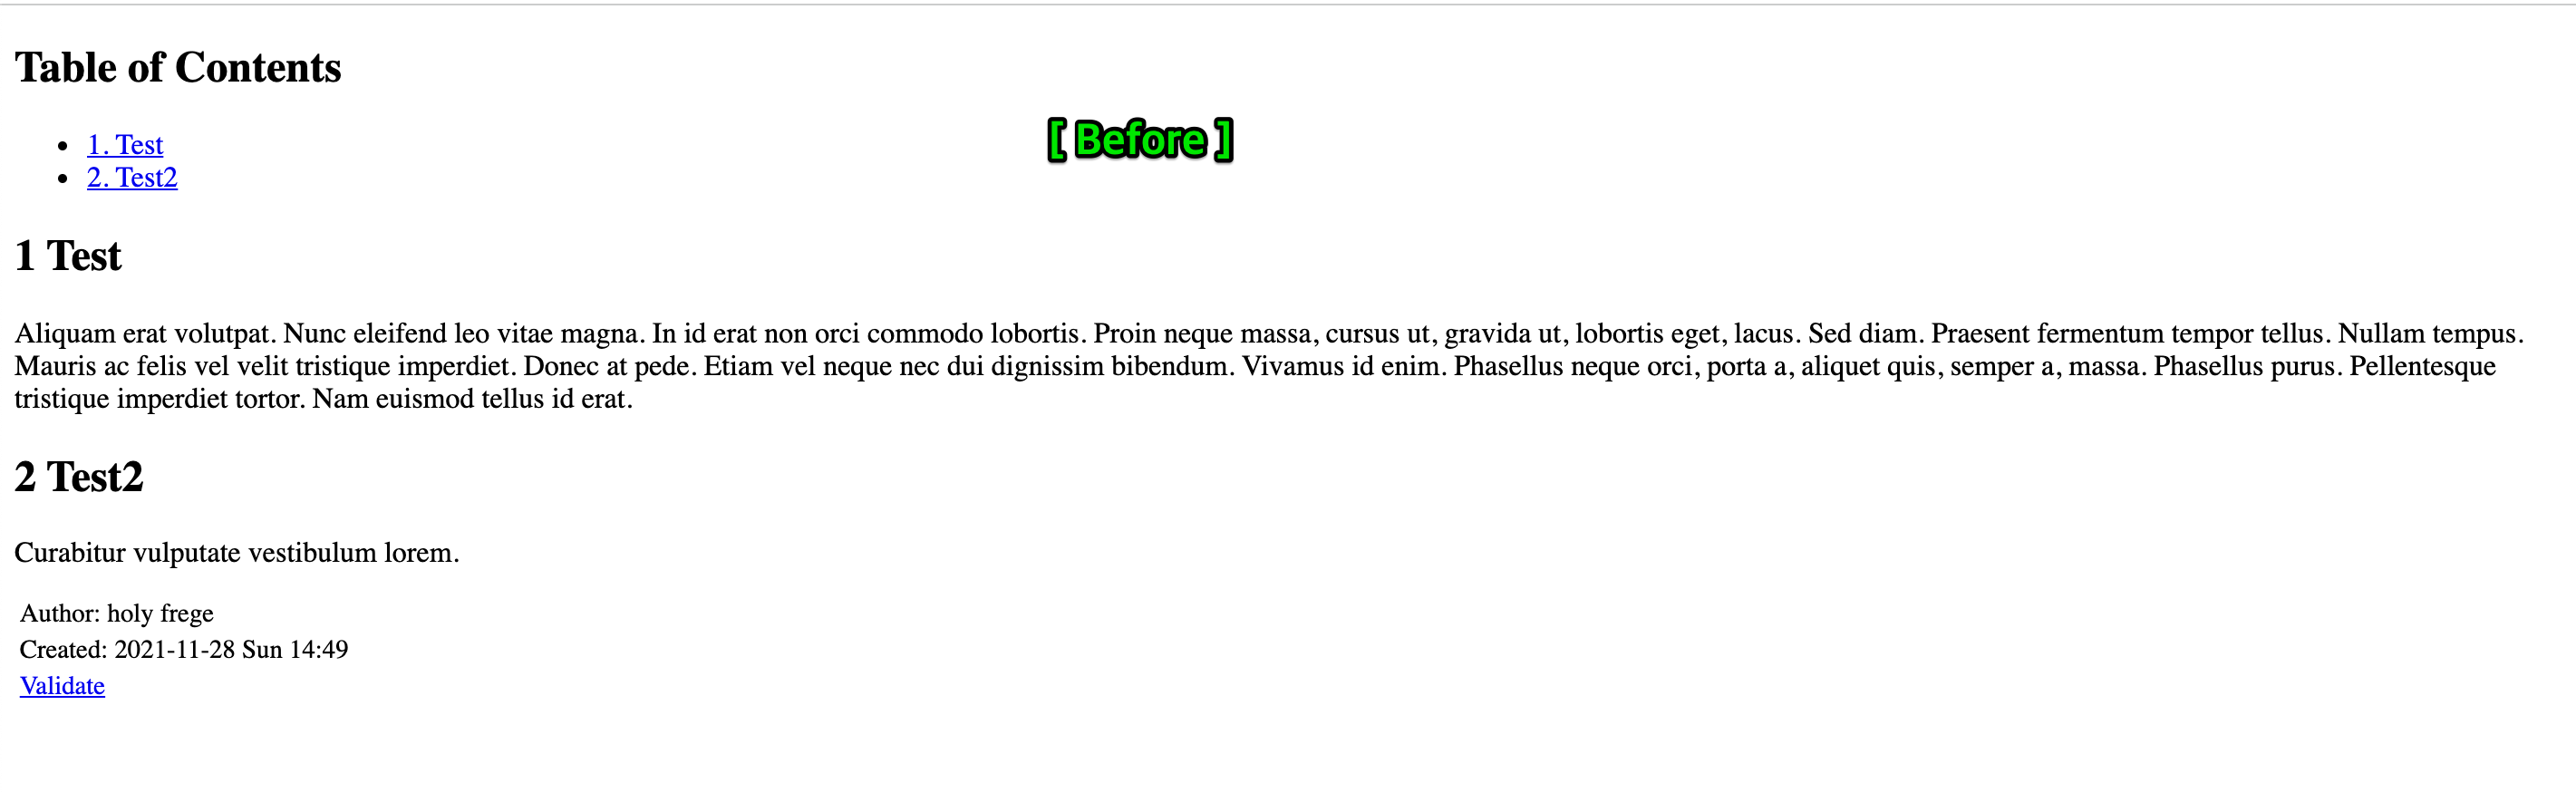 Table of Contents
[ Before ]
• 1. Test
• 2. Test2
1 Test
Aliquam erat volutpat. Nunc eleifend leo vitae magna. In id erat non orci commodo lobortis. Proin neque massa, cursus ut, gravida ut, lobortis eget, lacus. Sed diam. Praesent fermentum tempor tellus. Nullam tempus.
Mauris ac felis vel velit tristique imperdiet. Donec at pede. Etiam vel neque nec dui dignissim bibendum. Vivamus id enim. Phasellus neque orci, porta a, aliquet quis, semper a, massa. Phasellus purus. Pellentesque
tristique imperdiet tortor. Nam euismod tellus id erat.
2 Test2
Curabitur vulputate vestibulum lorem.
Author: holy frege
Created: 2021-11-28 Sun 14:49
Validate